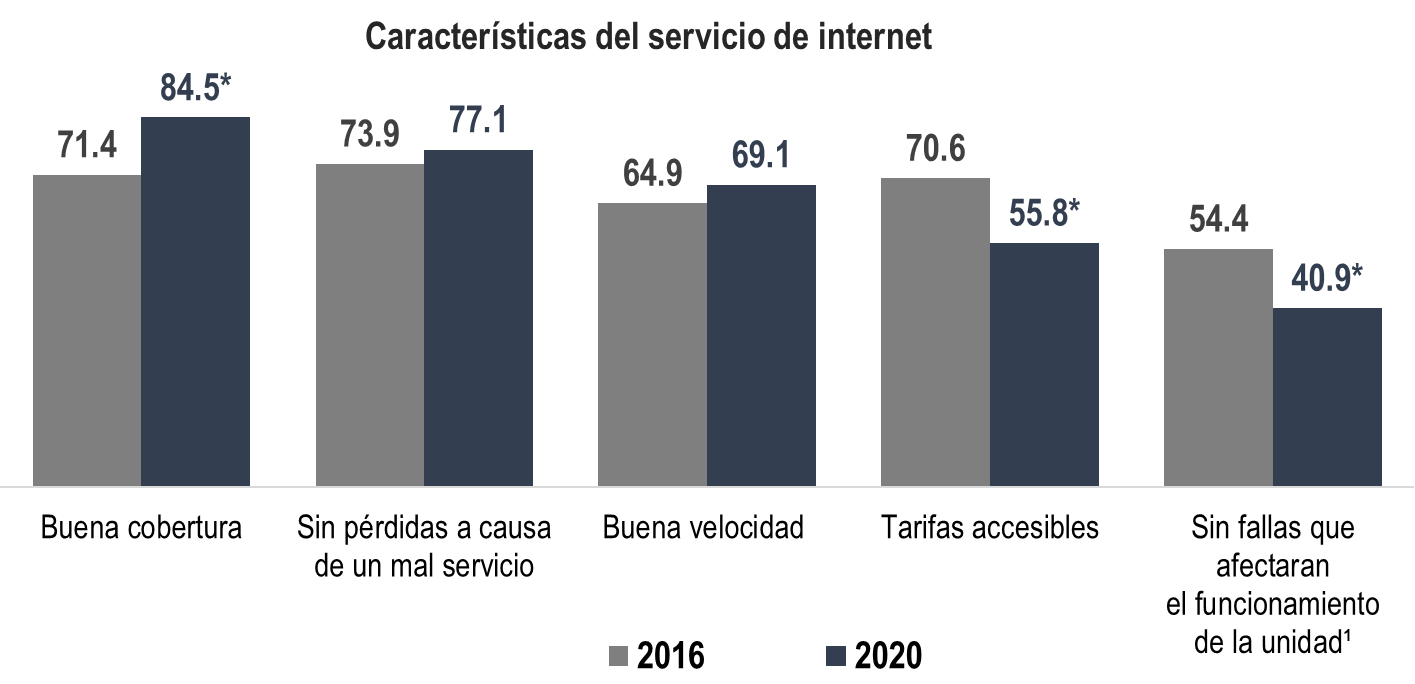 Características del servicio de internet
84.5*
71.4
73.9
77.1
64.9
69.1
70.6
55.8*
54.4
40.9*
Buena cobertura
Sin pérdidas a causa
de un mal servicio
Buena velocidad
Tarifas accesibles
Sin fallas que
afectaran
el funcionamiento
de la unidad¹
2016
2020